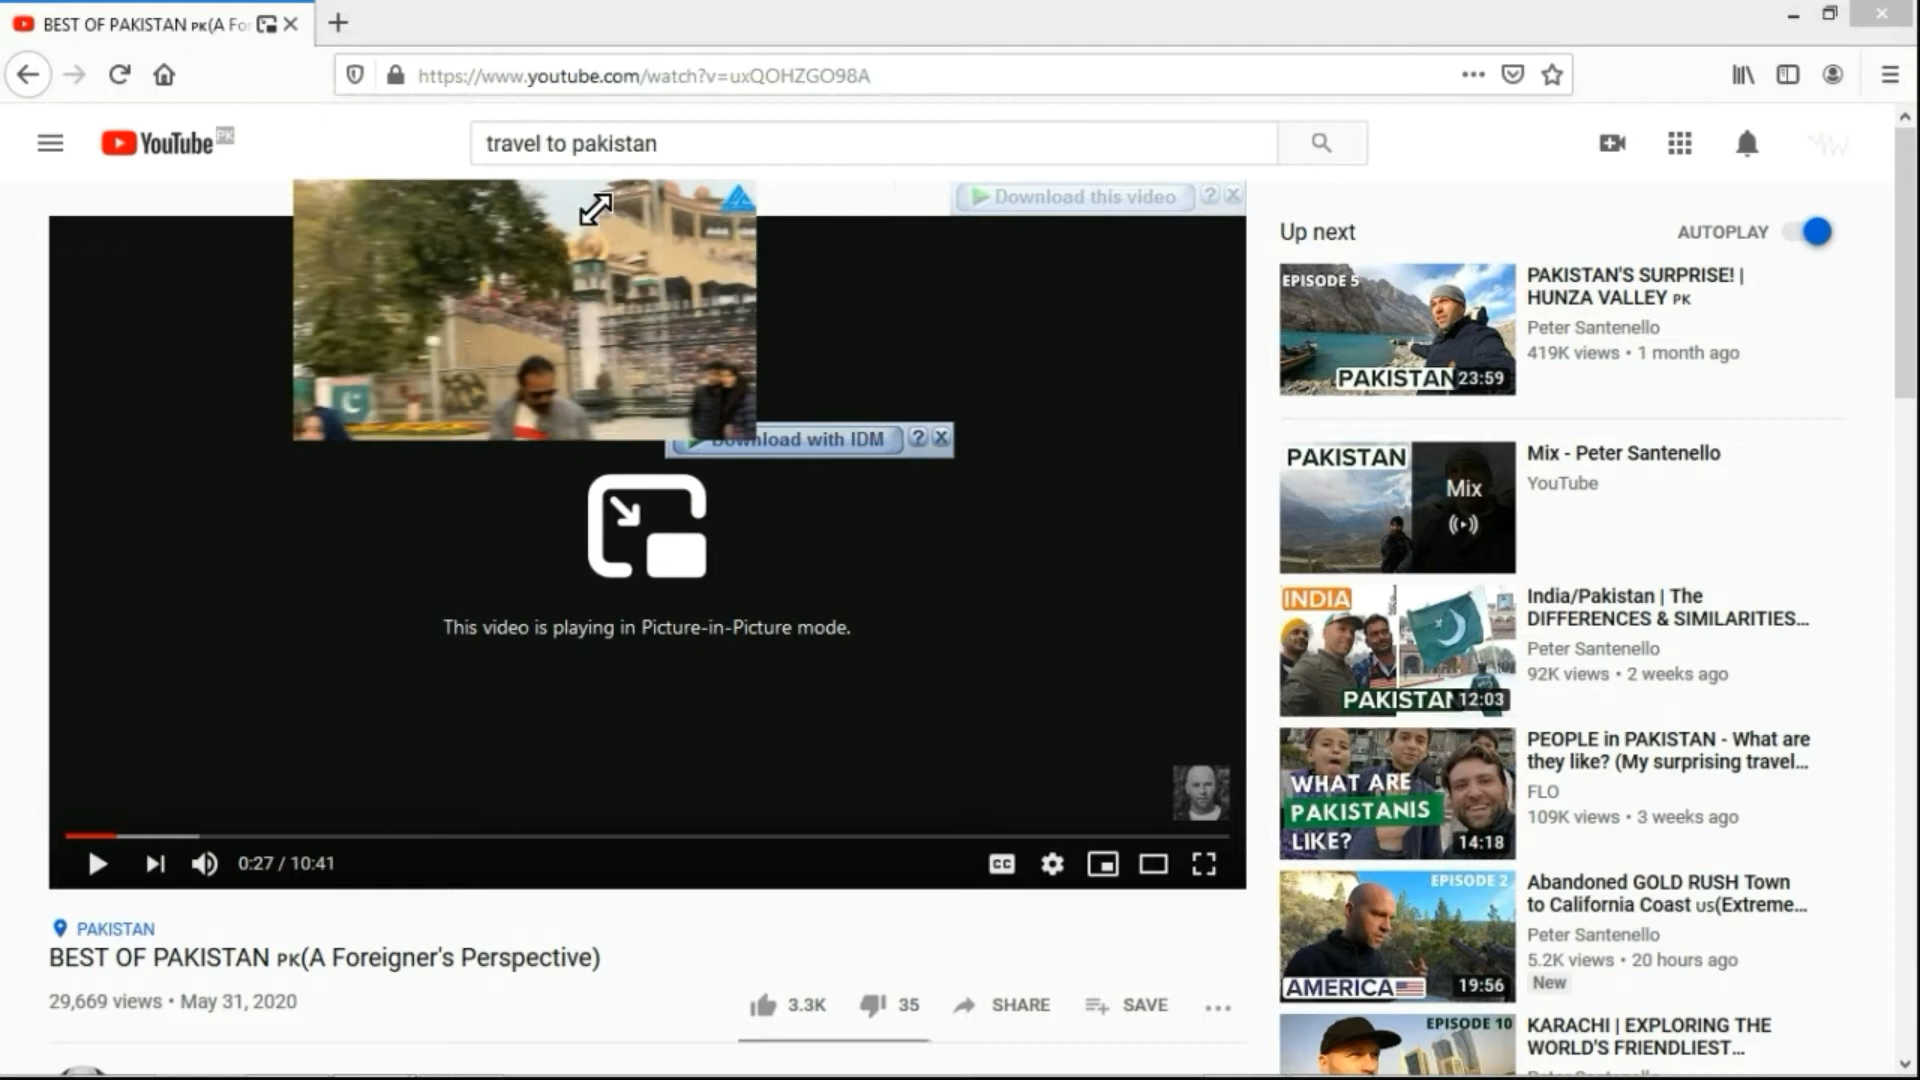 BEST OF PAKISTAN PK(A For
https://www.youtube.com/watch?v=uxQOHZGO98A
YouTube PK
travel to pakistan
Download this video ? X
Download with IDM ? X
This video is playing in Picture-in-Picture mode.
0:27 / 10:41
CC
PAKISTAN
BEST OF PAKISTAN PK(A Foreigner's Perspective)
29,669 views • May 31, 2020
3.3K 35 SHARE SAVE
Up next
AUTOPLAY
EPISODE 5
PAKISTAN 23:59
PAKISTAN'S SURPRISE! |
HUNZA VALLEY PK
Peter Santenello
419K views • 1 month ago
PAKISTAN
Mix
Mix - Peter Santenello
YouTube
INDIA
PAKISTAN 12:03
India/Pakistan | The
DIFFERENCES & SIMILARITIES...
Peter Santenello
92K views • 2 weeks ago
WHAT ARE
PAKISTANIS
LIKE?
14:18
PEOPLE in PAKISTAN - What are
they like? (My surprising travel...
FLO
109K views • 3 weeks ago
EPISODE 2
AMERICA 19:56
Abandoned GOLD RUSH Town
to California Coast US(Extreme...
Peter Santenello
5.2K views • 20 hours ago
New
EPISODE 10
KARACHI | EXPLORING THE
WORLD'S FRIENDLIEST...